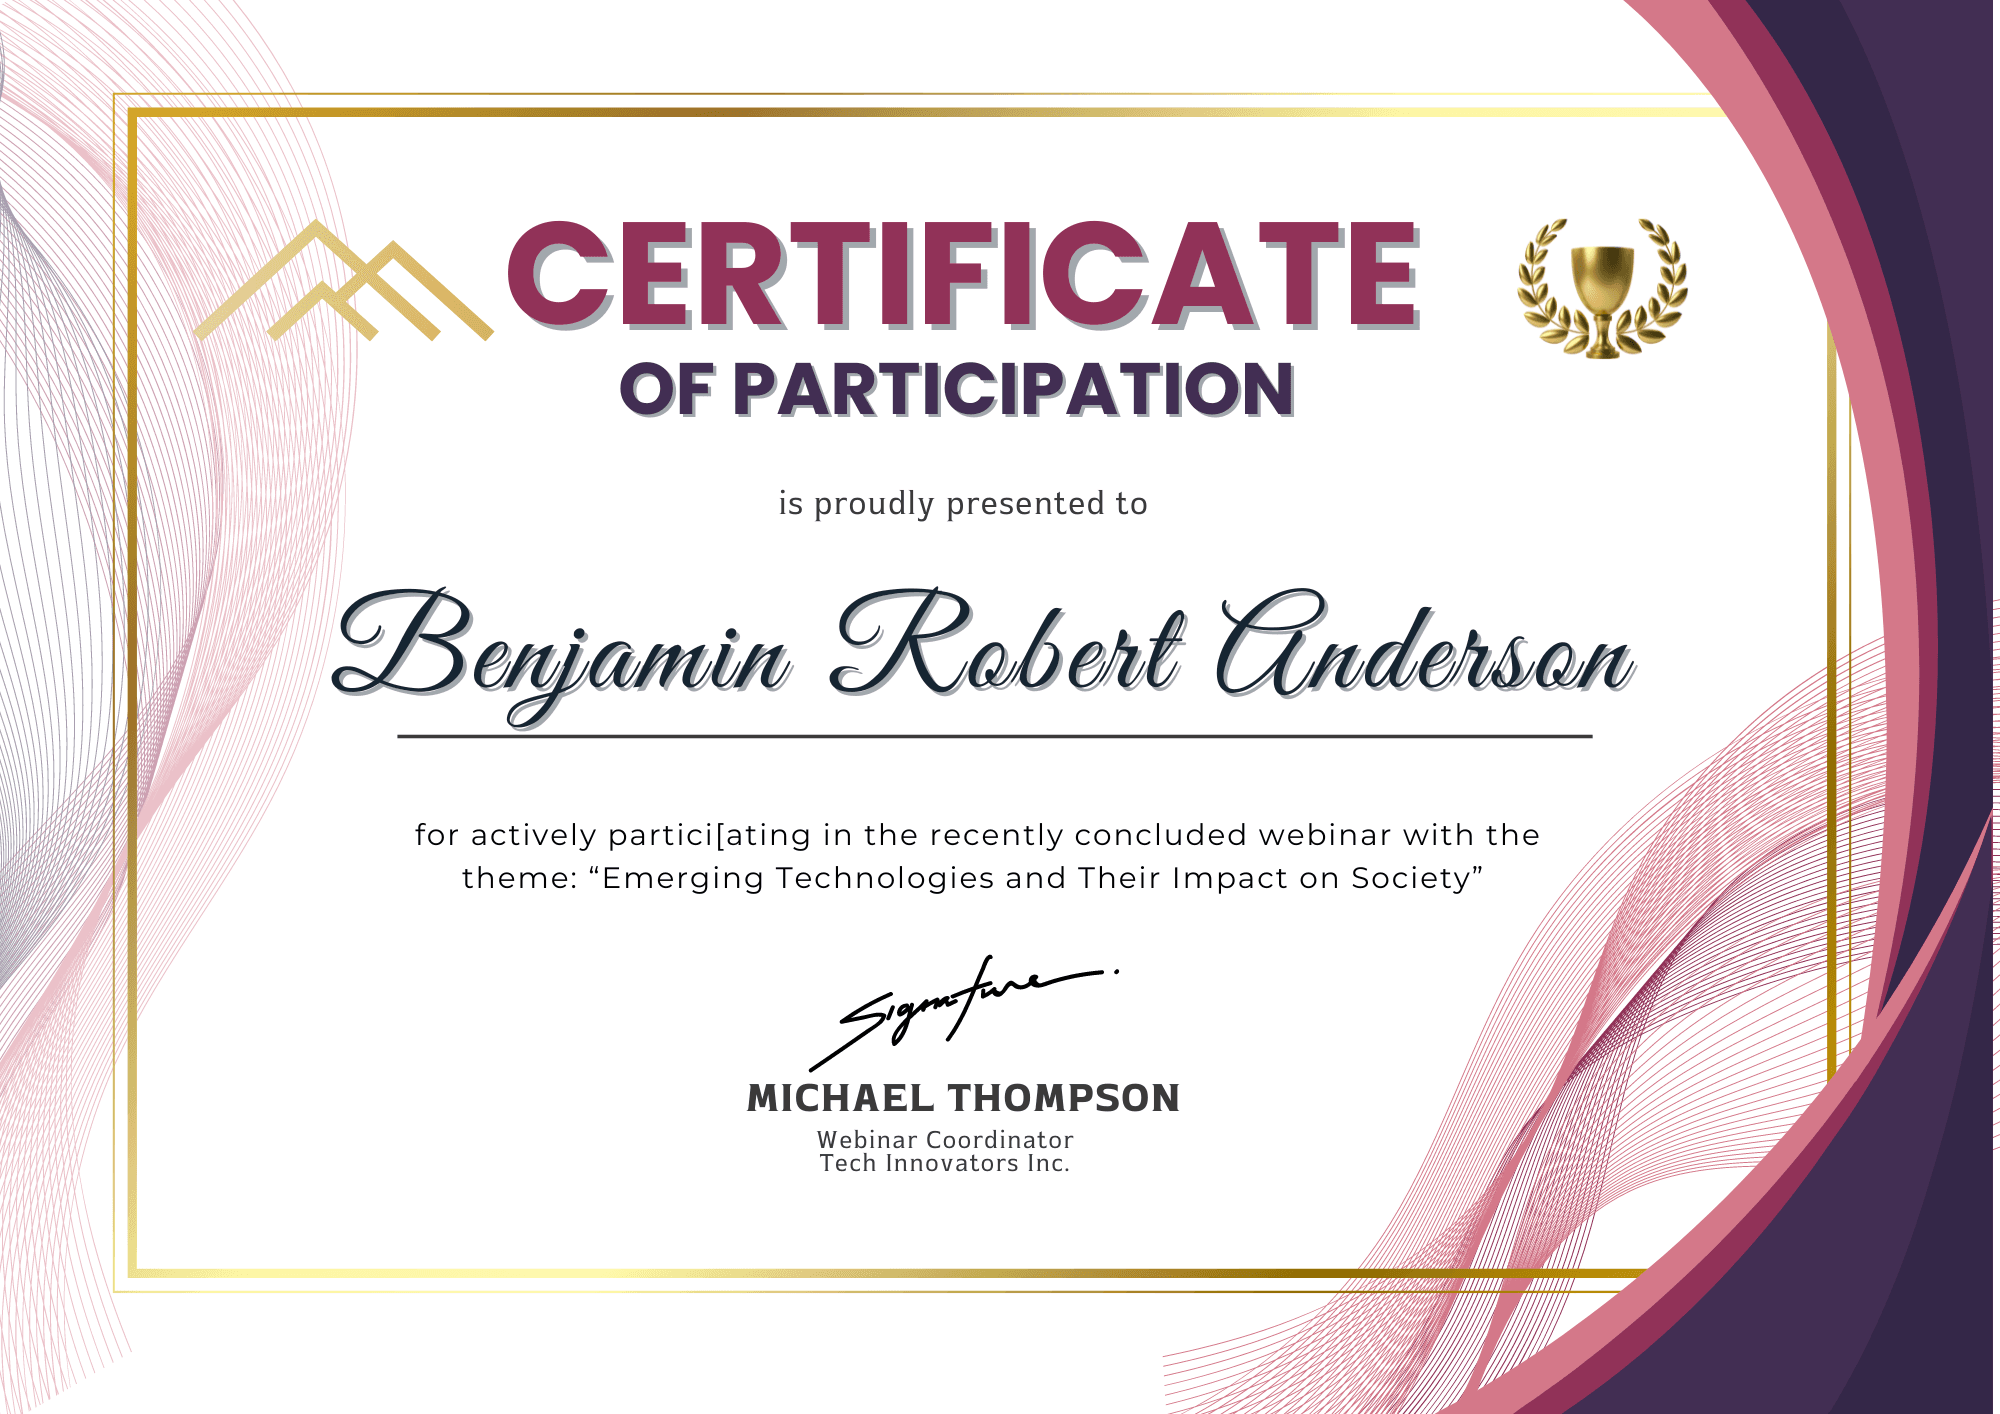 CERTIFICATE
OF PARTICIPATION
is proudly presented to
Benjamin Robert Anderson
for actively partici[ating in the recently concluded webinar with the
theme: “Emerging Technologies and Their Impact on Society”
Signature
MICHAEL THOMPSON
Webinar Coordinator
Tech Innovators Inc.